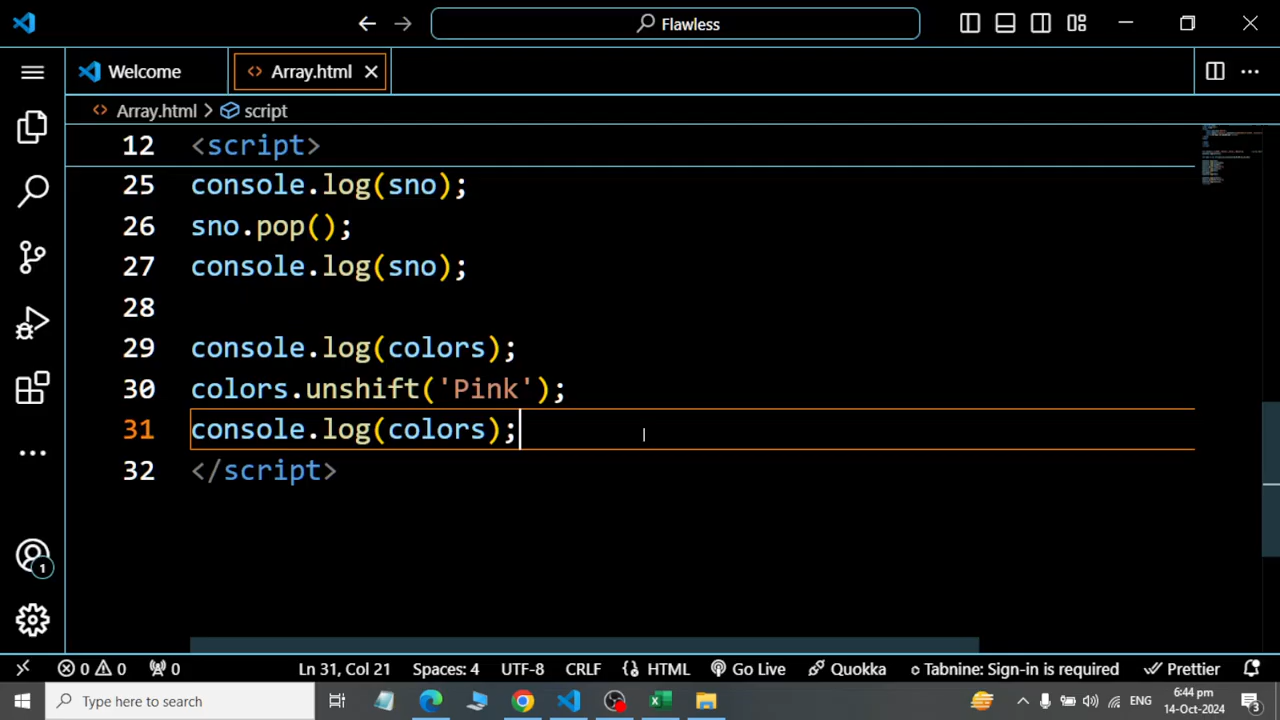 Flawless
Welcome
Array.html
Array.html > script
12 <script>
25 console.log(sno);
26 sno.pop();
27 console.log(sno);
28
29 console.log(colors);
30 colors.unshift('Pink');
31 console.log(colors);
32 </script>
1
0 0 0 Ln 31, Col 21 Spaces: 4 UTF-8 CRLF HTML Go Live Quokka Tabnine: Sign-in is required Prettier
Type here to search
ENG
6:44 pm
14-Oct-2024
3